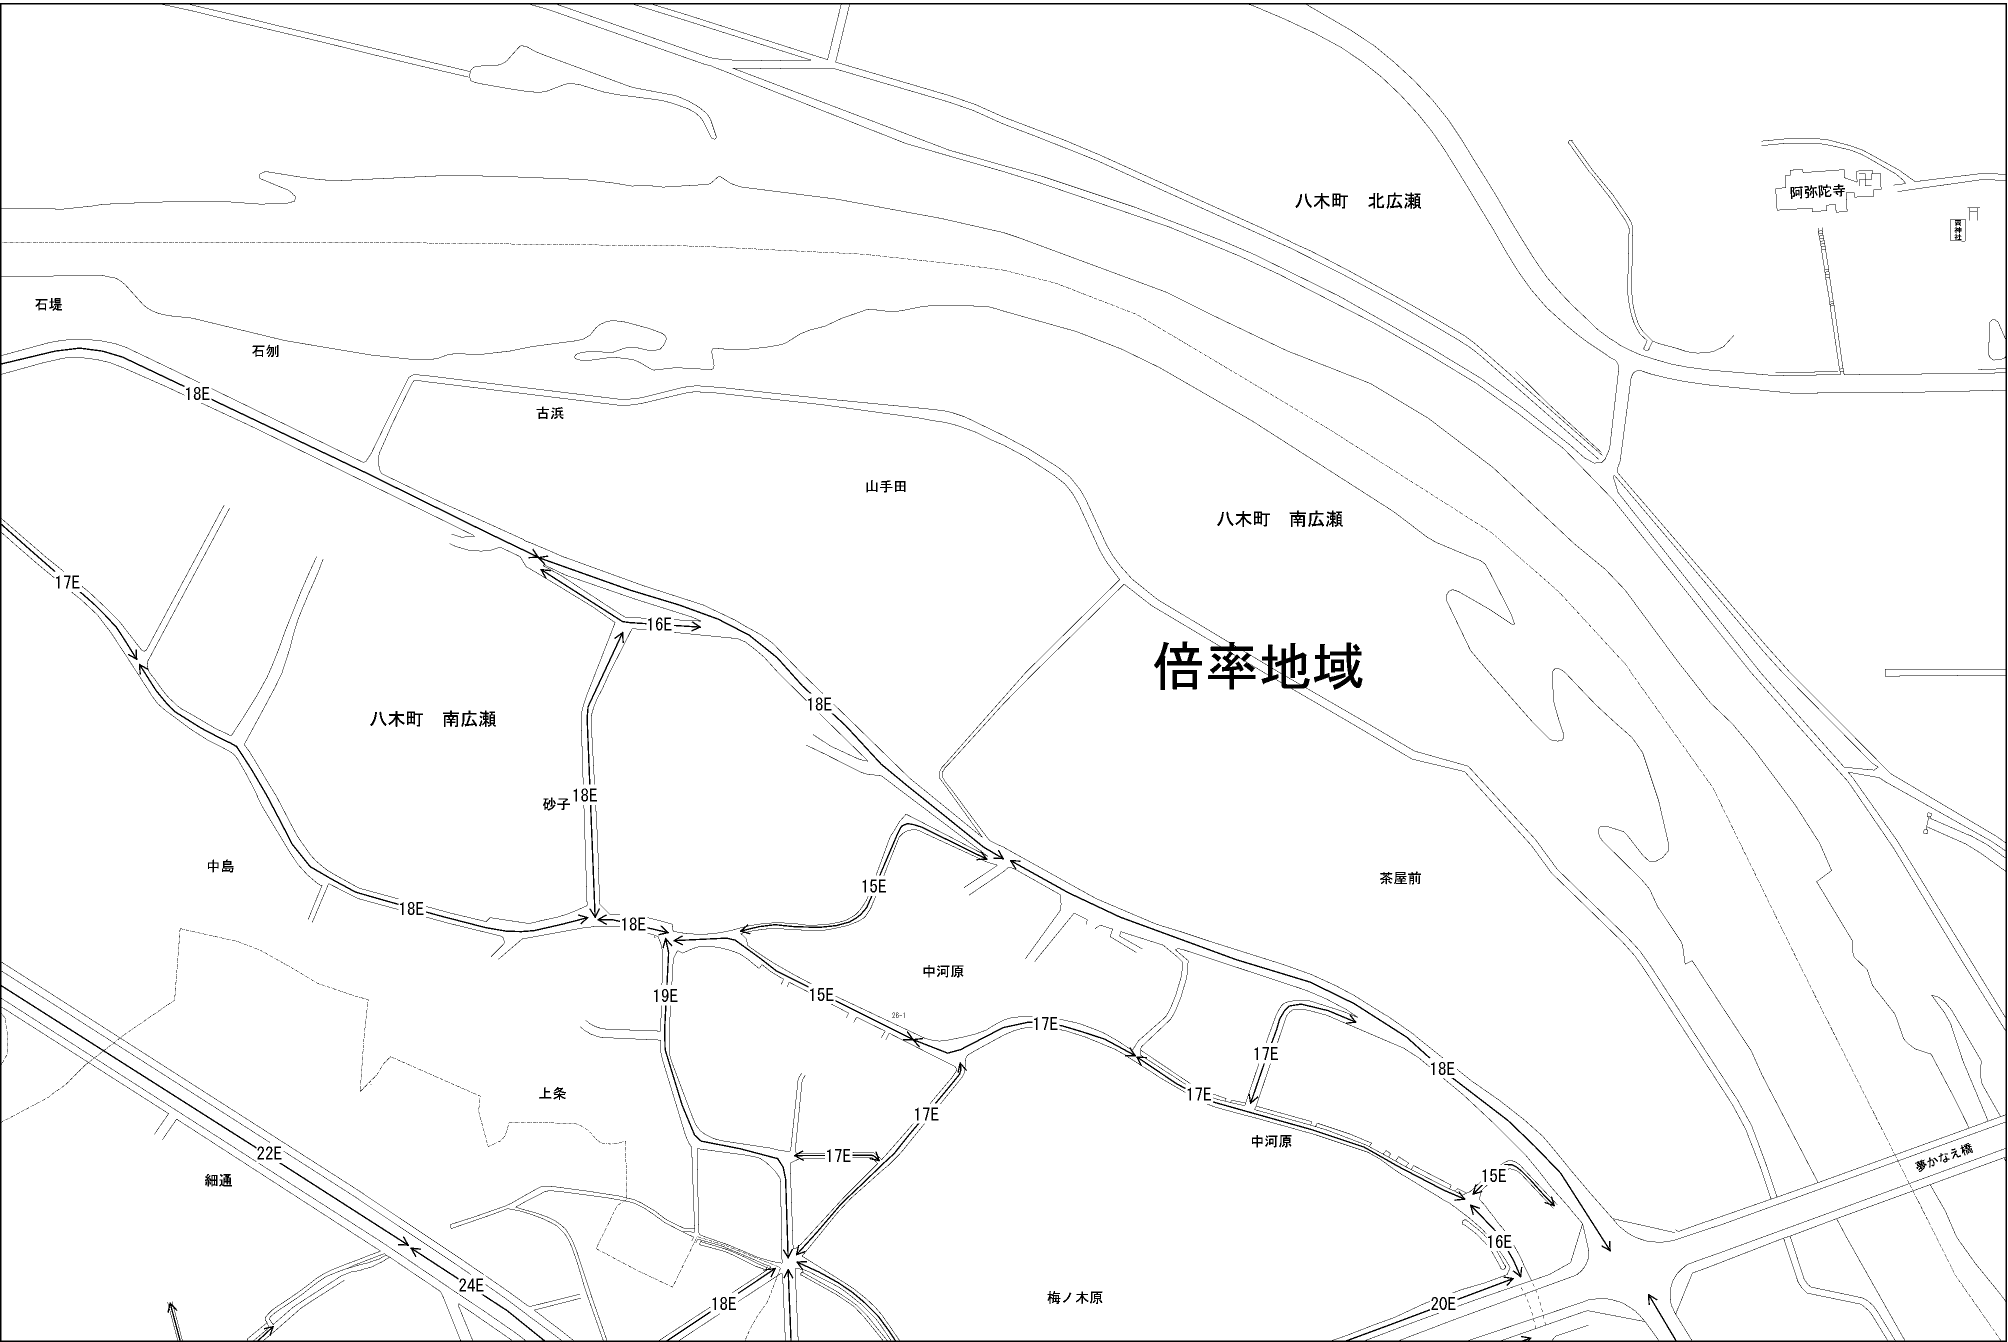 八木町　北広瀬
阿弥陀寺
石堤
石刎
18E
古浜
山手田
八木町　南広瀬
17E
16E
倍率地域
18E
八木町　南広瀬
18E
砂子
中島
15E
茶屋前
18E
18E
中河原
19E
15E
26-1
17E
17E
18E
上条
17E
17E
中河原
22E
17E
夢かなえ橋
細通
15E
16E
24E
18E
梅ノ木原
20E